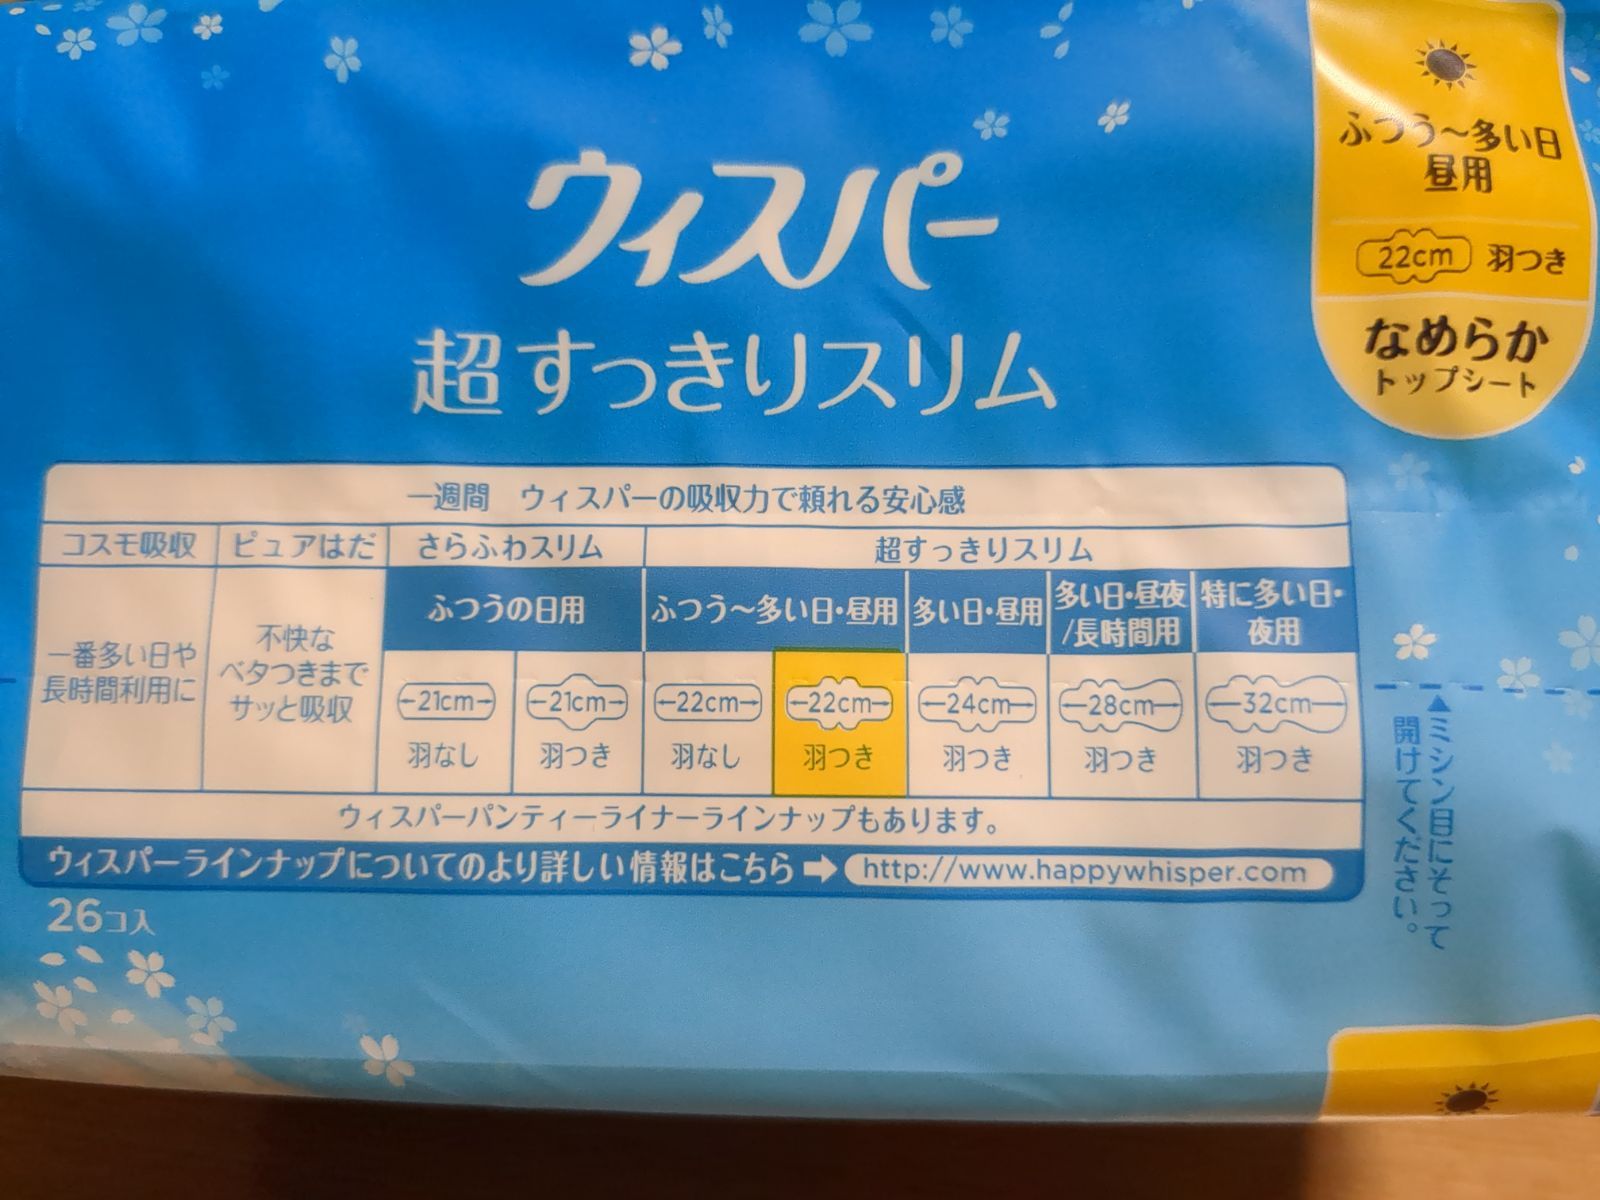 ふつう〜多い日
昼用
22cm 羽つき
なめらか
トップシート
ウィスパー
超すっきりスリム
一週間 ウィスパーの吸収力で頼れる安心感
コスモ吸収 ピュアはだ さらふわスリム 超すっきりスリム
一番多い日や
長時間利用に
不快な
ベタつきまで
サッと吸収
ふつうの日用
ふつう〜多い日・昼用
多い日・昼用
多い日・昼夜
/長時間用
特に多い日・
夜用
21cm 21cm 22cm 22cm 24cm 28cm 32cm
羽なし 羽つき 羽なし 羽つき 羽つき 羽つき 羽つき
ウィスパーパンティーライナーラインナップもあります。
ウィスパーラインナップについてのより詳しい情報はこちら➡ http://www.happywhisper.com
26コ入
▲ミシン目にそって
開けてください。